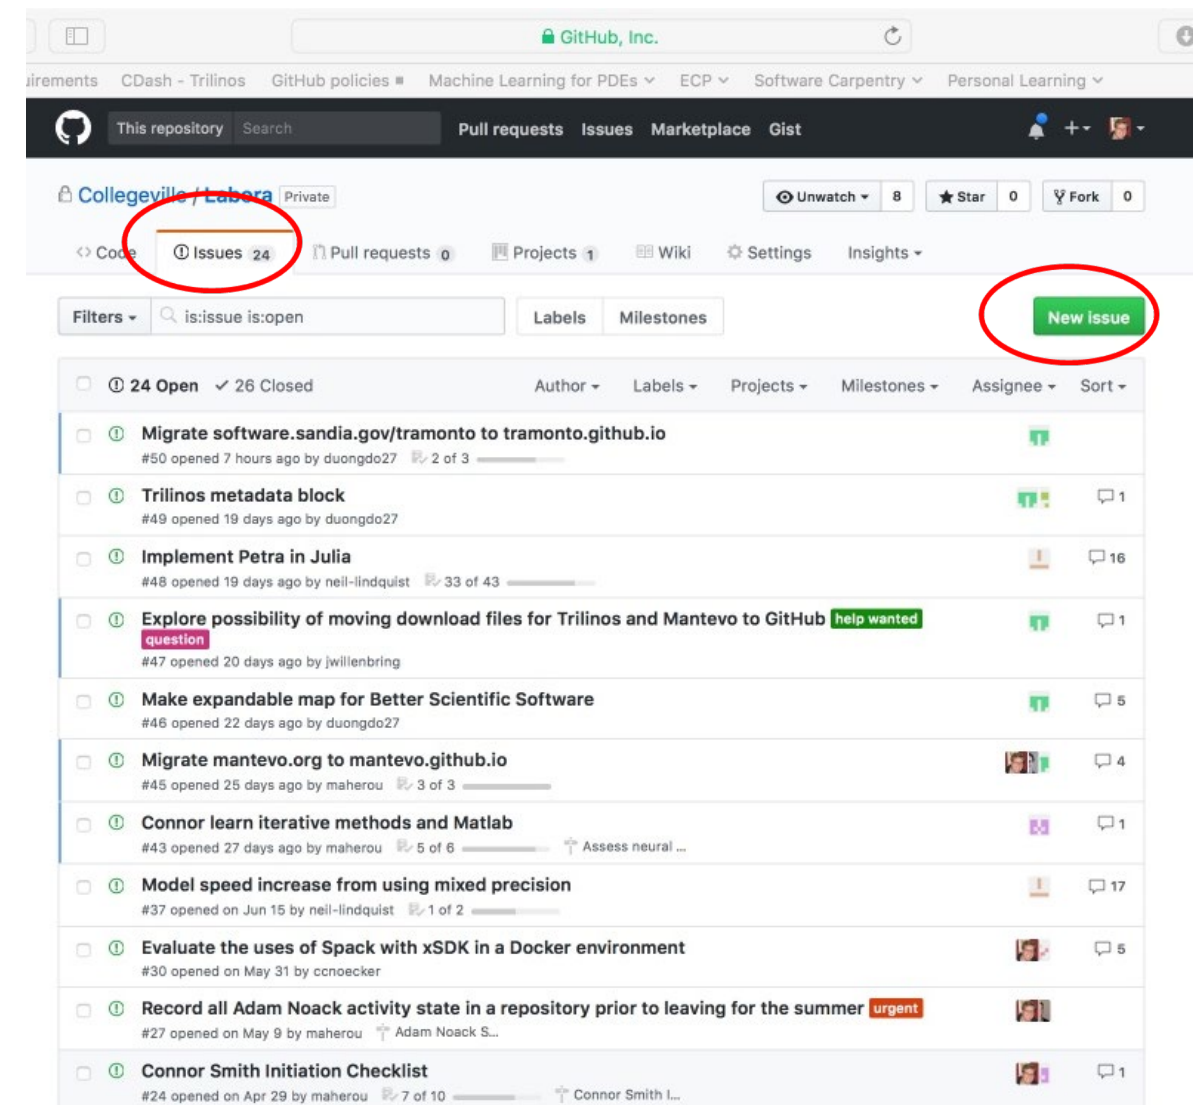 GitHub, Inc.
uirements CDash - Trilinos GitHub policies Machine Learning for PDEs ECP Software Carpentry Personal Learning
This repository Search Pull requests Issues Marketplace Gist
Collegeville / Labora Private Unwatch 8 Star 0 Fork 0
Code Issues 24 Pull requests 0 Projects 1 Wiki Settings Insights
Filters is:issue is:open Labels Milestones New issue
24 Open 26 Closed Author Labels Projects Milestones Assignee Sort
Migrate software.sandia.gov/tramonto to tramonto.github.io
#50 opened 7 hours ago by duongdo27 2 of 3
Trilinos metadata block 1
#49 opened 19 days ago by duongdo27
Implement Petra in Julia 16
#48 opened 19 days ago by neil-lindquist 33 of 43
Explore possibility of moving download files for Trilinos and Mantevo to GitHub help wanted 1
question
#47 opened 20 days ago by jwillenbring
Make expandable map for Better Scientific Software 5
#46 opened 22 days ago by duongdo27
Migrate mantevo.org to mantevo.github.io 4
#45 opened 25 days ago by maherou 3 of 3
Connor learn iterative methods and Matlab 1
#43 opened 27 days ago by maherou 5 of 6 Assess neural ...
Model speed increase from using mixed precision 17
#37 opened on Jun 15 by neil-lindquist 1 of 2
Evaluate the uses of Spack with xSDK in a Docker environment 5
#30 opened on May 31 by ccnoecker
Record all Adam Noack activity state in a repository prior to leaving for the summer urgent
#27 opened on May 9 by maherou Adam Noack S...
Connor Smith Initiation Checklist 1
#24 opened on Apr 29 by maherou 7 of 10 Connor Smith I...